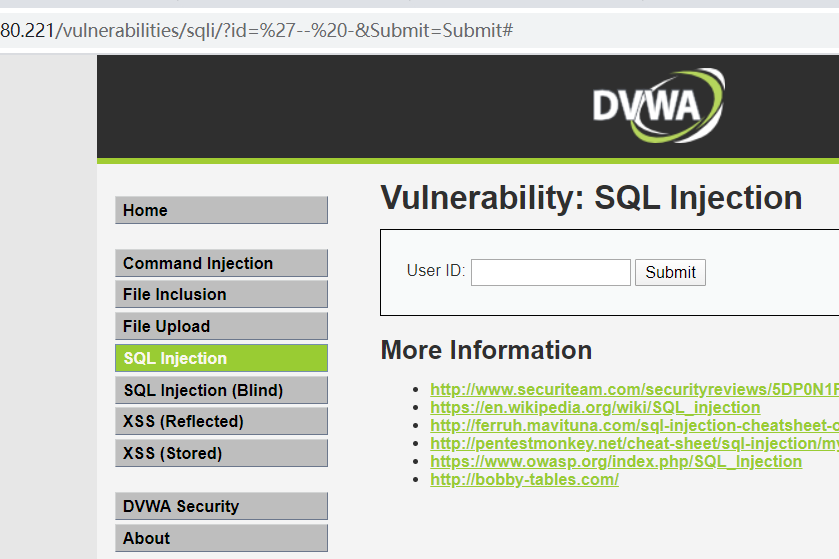 80.221/vulnerabilities/sqli/?id=%27--%20-&Submit=Submit#
DVWA
Home
Command Injection
File Inclusion
File Upload
SQL Injection
SQL Injection (Blind)
XSS (Reflected)
XSS (Stored)
DVWA Security
About
Vulnerability: SQL Injection
User ID:
Submit
More Information
http://www.securiteam.com/securityreviews/5DP0N1
https://en.wikipedia.org/wiki/SQL_injection
http://ferruh.mavituna.com/sql-injection-cheatsheet-o
http://pentestmonkey.net/cheat-sheet/sql-injection/my
https://www.owasp.org/index.php/SQL_Injection
http://bobby-tables.com/